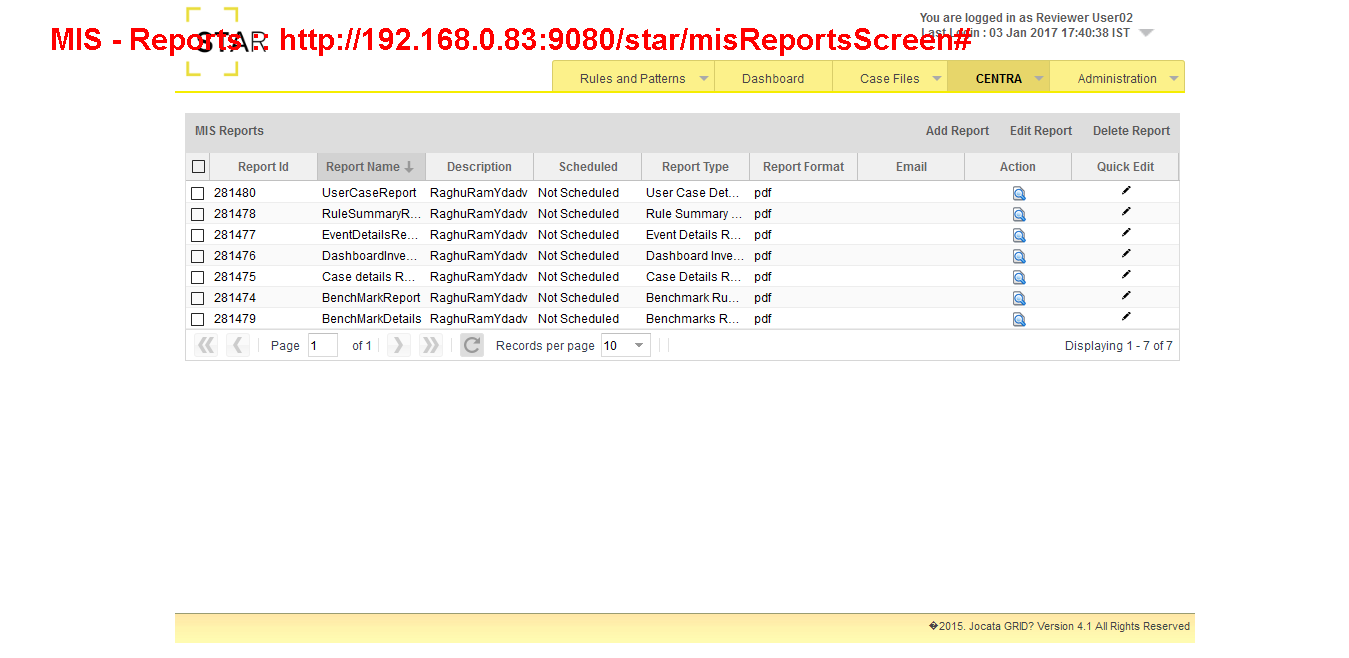 You are logged in as Reviewer User02
Last Login : 03 Jan 2017 17:40:38 IST
STAR
MIS - Reports :: http://192.168.0.83:9080/star/misReportsScreen#
Rules and Patterns Dashboard Case Files CENTRA Administration
MIS Reports Add Report Edit Report Delete Report
Report Id Report Name Description Scheduled Report Type Report Format Email Action Quick Edit
281480 UserCaseReport RaghuRamYdadv Not Scheduled User Case Det... pdf
281478 RuleSummaryR... RaghuRamYdadv Not Scheduled Rule Summary ... pdf
281477 EventDetailsRe... RaghuRamYdadv Not Scheduled Event Details R... pdf
281476 DashboardInve... RaghuRamYdadv Not Scheduled Dashboard Inve... pdf
281475 Case details R... RaghuRamYdadv Not Scheduled Case Details R... pdf
281474 BenchMarkReport RaghuRamYdadv Not Scheduled Benchmark Ru... pdf
281479 BenchMarkDetails RaghuRamYdadv Not Scheduled Benchmarks R... pdf
Page 1 of 1 Records per page 10 Displaying 1 - 7 of 7
�2015. Jocata GRID? Version 4.1 All Rights Reserved